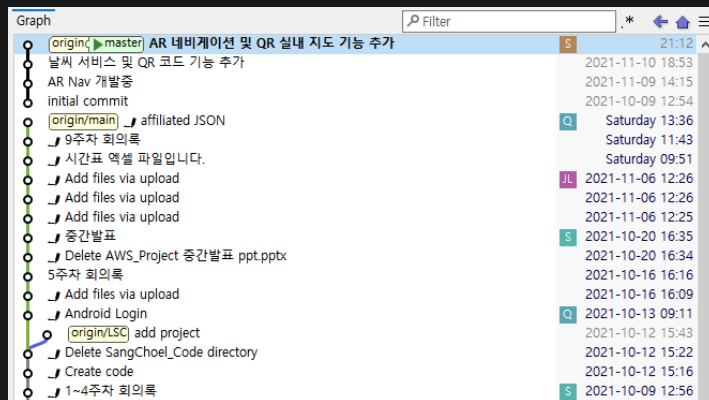 Graph Filter .*
origin/ master AR 네비게이션 및 QR 실내 지도 기능 추가 S 21:12
날씨 서비스 및 QR 코드 기능 추가 2021-11-10 18:53
AR Nav 개발중 2021-11-09 14:15
initial commit 2021-10-09 12:54
origin/main affiliated JSON Q Saturday 13:36
9주차 회의록 Saturday 11:43
시간표 엑셀 파일입니다. Saturday 09:51
Add files via upload JL 2021-11-06 12:26
Add files via upload 2021-11-06 12:26
Add files via upload 2021-11-06 12:25
중간발표 S 2021-10-20 16:35
Delete AWS_Project 중간발표 ppt.pptx 2021-10-20 16:34
5주차 회의록 2021-10-16 16:16
Add files via upload 2021-10-16 16:09
Android Login Q 2021-10-13 09:11
origin/LSC add project 2021-10-12 15:43
Delete SangChoel_Code directory 2021-10-12 15:22
Create code 2021-10-12 15:16
1~4주차 회의록 S 2021-10-09 12:56